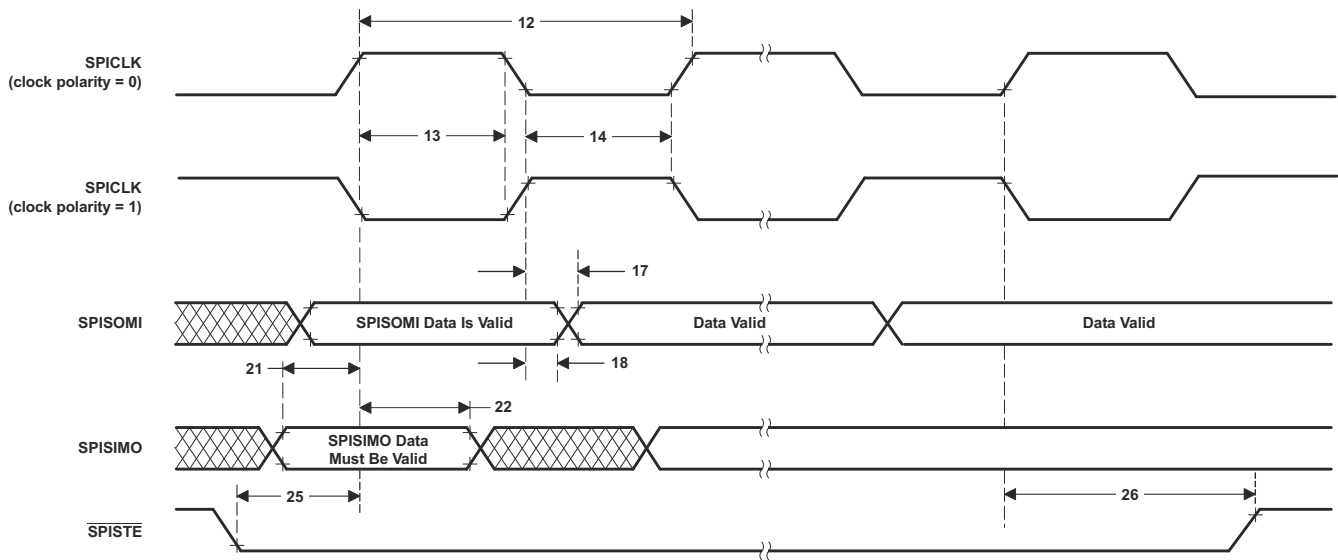 12
SPICLK
(clock polarity = 0)
13
14
SPICLK
(clock polarity = 1)
17
SPISOMI
SPISOMI Data Is Valid
Data Valid
Data Valid
18
21
22
SPISIMO
SPISIMO Data
Must Be Valid
25
26
SPISTE